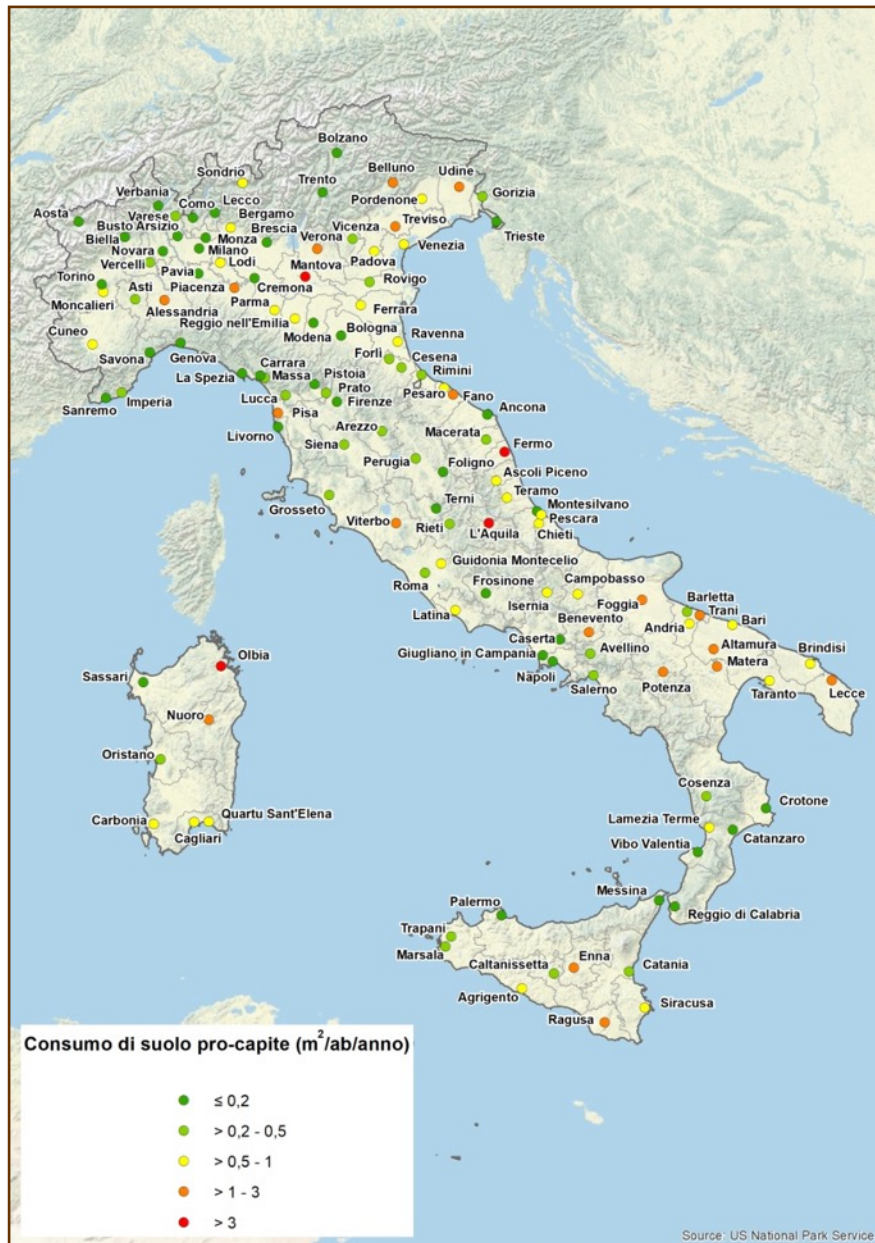 Bolzano
Sondrio
Belluno
Udine
Verbania
Trento
Lecco
Pordenone
Gorizia
Aosta
Varese
Como
Bergamo
Treviso
Busto Arsizio
Brescia
Vicenza
Verona
Trieste
Biella
Monza
Novara
Milano
Venezia
Vercelli
Lodi
Mantova
Padova
Torino
Pavia
Asti
Piacenza
Cremona
Rovigo
Moncalieri
Alessandria
Parma
Ferrara
Reggio nell'Emilia
Cuneo
Bologna
Modena
Ravenna
Savona
Genova
Forlì
Cesena
Carrara
La Spezia
Massa
Pistoia
Rimini
Prato
Pesaro
Fano
Sanremo
Imperia
Lucca
Firenze
Ancona
Pisa
Arezzo
Macerata
Livorno
Siena
Fermo
Perugia
Foligno
Ascoli Piceno
Teramo
Grosseto
Terni
Montesilvano
Viterbo
Rieti
Pescara
L'Aquila
Chieti
Guidonia Montecelio
Roma
Frosinone
Campobasso
Isernia
Foggia
Barletta
Trani
Latina
Benevento
Andria
Bari
Caserta
Avellino
Altamura
Brindisi
Giugliano in Campania
Matera
Olbia
Napoli
Salerno
Potenza
Taranto
Lecce
Sassari
Nuoro
Oristano
Cosenza
Crotone
Carbonia
Quartu Sant'Elena
Cagliari
Lamezia Terme
Catanzaro
Vibo Valentia
Messina
Palermo
Reggio di Calabria
Trapani
Marsala
Caltanissetta
Enna
Catania
Agrigento
Siracusa
Ragusa
Consumo di suolo pro-capite (m²/ab/anno)
≤ 0,2
> 0,2 - 0,5
> 0,5 - 1
> 1 - 3
> 3
Source: US National Park Service